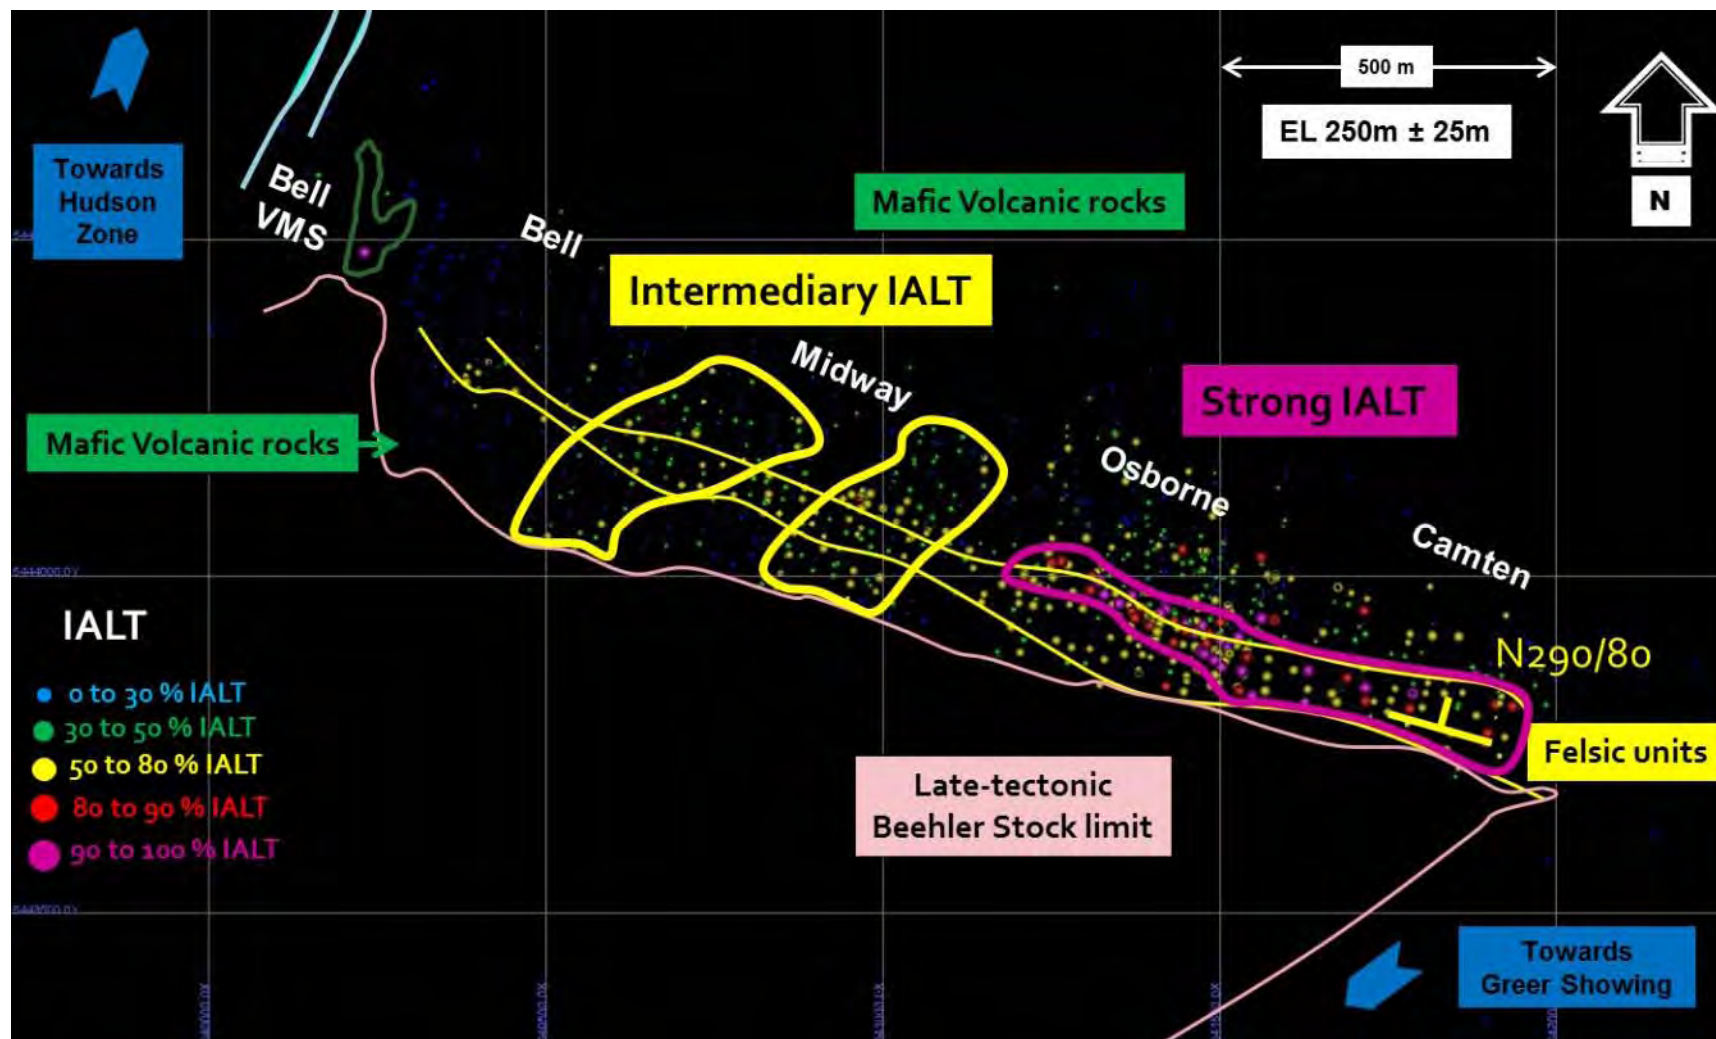 500 m
EL 250m ± 25m
N
Towards
Hudson
Zone
Bell
VMS
Bell
Mafic Volcanic rocks
Intermediary IALT
Midway
Strong IALT
Mafic Volcanic rocks
Osborne
Camten
IALT
N290/80
0 to 30 % IALT
30 to 50 % IALT
50 to 80 % IALT
80 to 90 % IALT
90 to 100 % IALT
Felsic units
Late-tectonic
Beehler Stock limit
Towards
Greer Showing